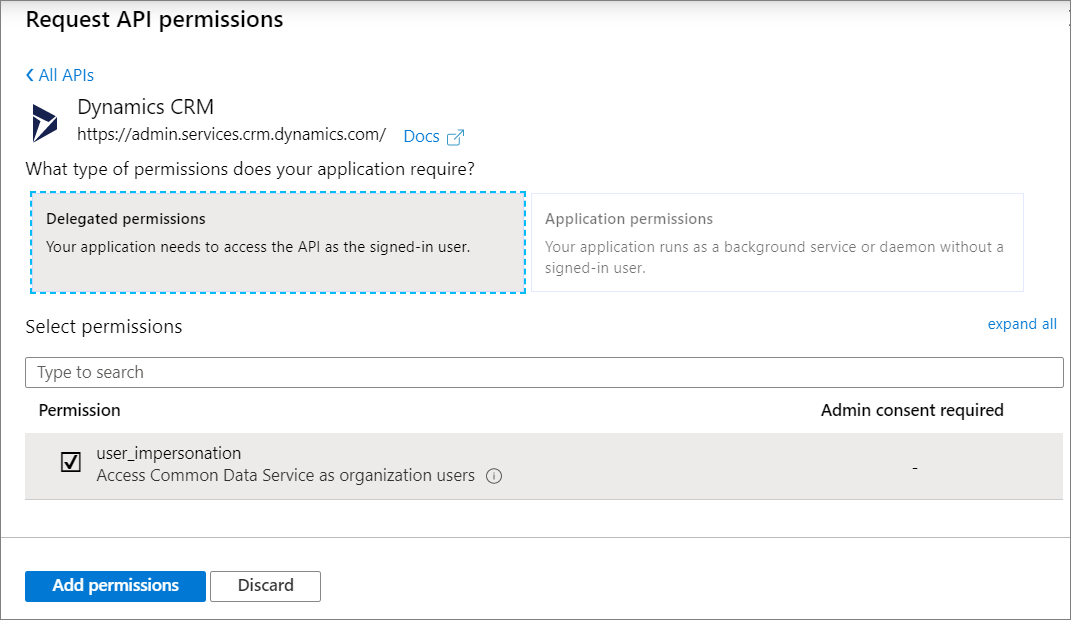 Request API permissions
All APIs
Dynamics CRM
https://admin.services.crm.dynamics.com/ Docs
What type of permissions does your application require?
Delegated permissions
Your application needs to access the API as the signed-in user.
Application permissions
Your application runs as a background service or daemon without a
signed-in user.
Select permissions
expand all
Type to search
Permission
Admin consent required
user_impersonation
Access Common Data Service as organization users
-
Add permissions
Discard